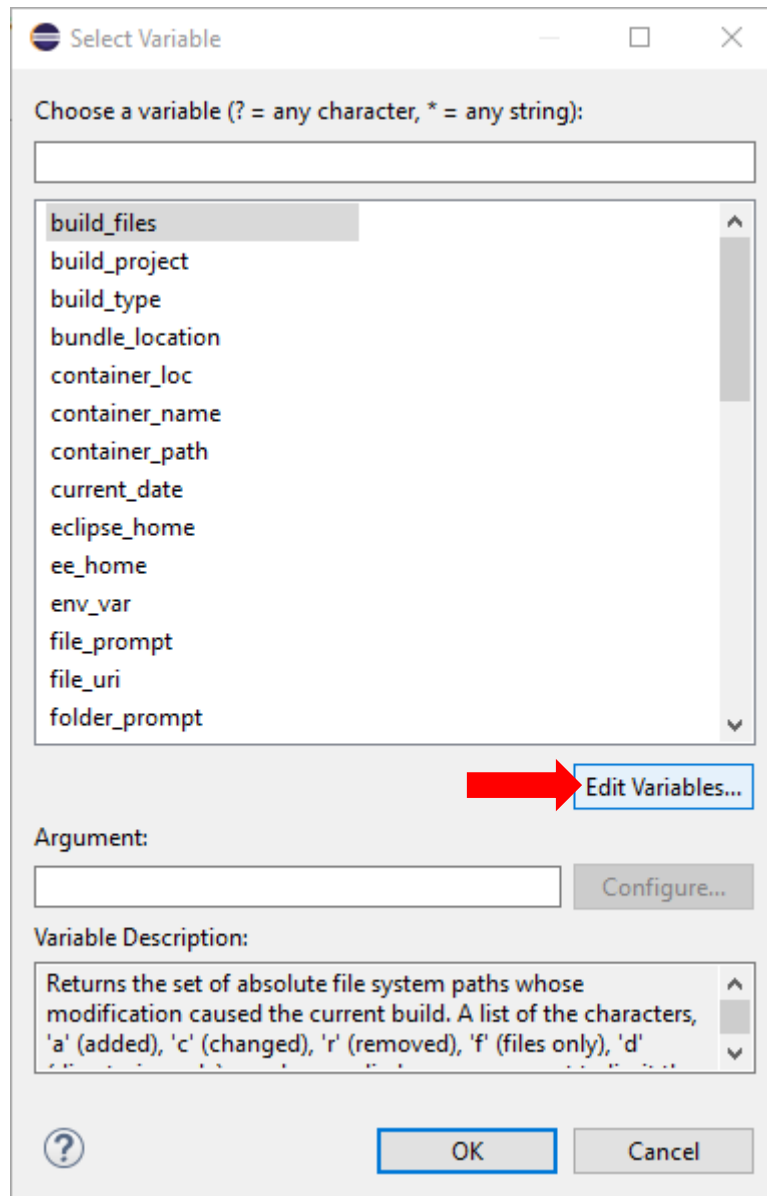 Select Variable
Choose a variable (? = any character, * = any string):
build_files
build_project
build_type
bundle_location
container_loc
container_name
container_path
current_date
eclipse_home
ee_home
env_var
file_prompt
file_uri
folder_prompt
Edit Variables...
Argument:
Configure...
Variable Description:
Returns the set of absolute file system paths whose
modification caused the current build. A list of the characters,
'a' (added), 'c' (changed), 'r' (removed), 'f' (files only), 'd'
?
OK
Cancel